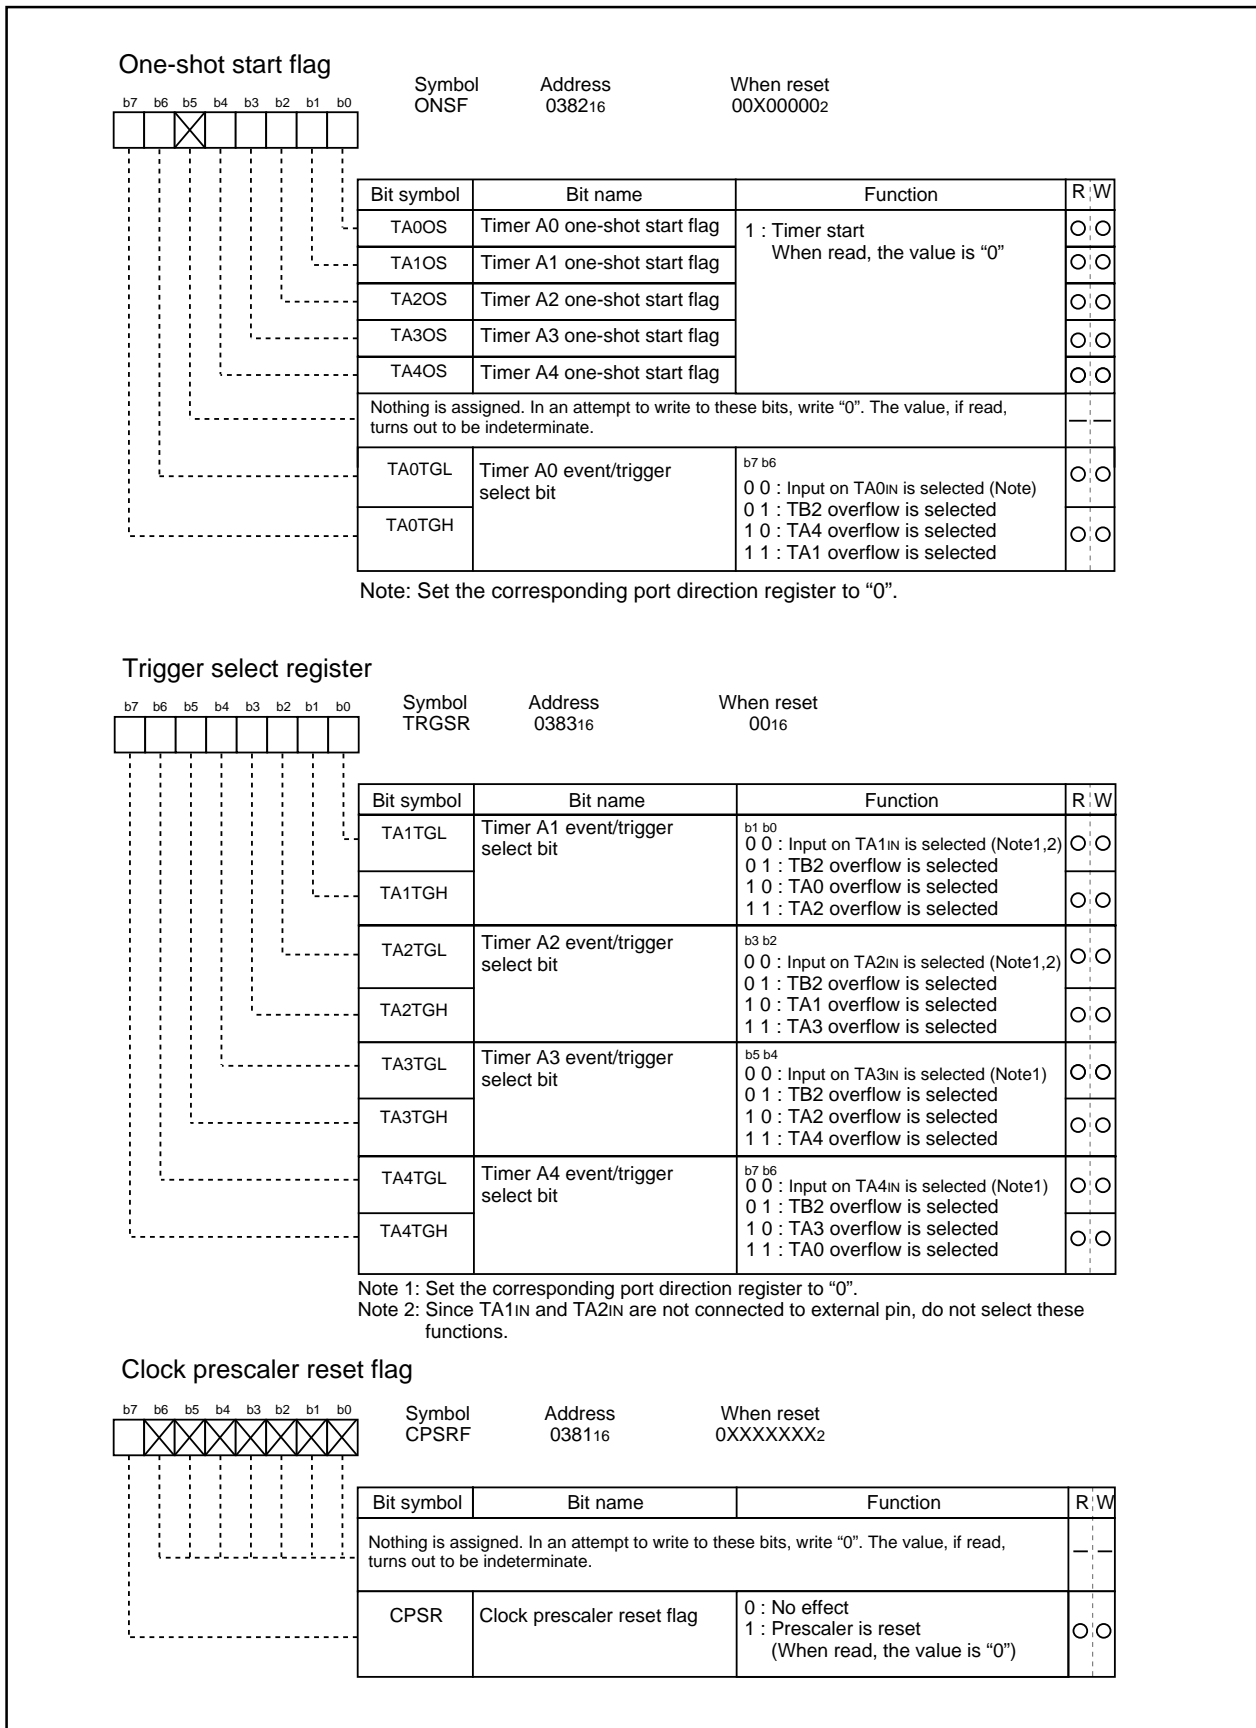 One-shot start flag
Symbol Address When reset
ONSF 038216 00X000002
b7 b6 b5 b4 b3 b2 b1 b0
Bit symbol Bit name Function R W
TA0OS Timer A0 one-shot start flag 1 : Timer start
When read, the value is “0”
TA1OS Timer A1 one-shot start flag
TA2OS Timer A2 one-shot start flag
TA3OS Timer A3 one-shot start flag
TA4OS Timer A4 one-shot start flag
Nothing is assigned. In an attempt to write to these bits, write “0”. The value, if read,
turns out to be indeterminate.
TA0TGL Timer A0 event/trigger
select bit
TA0TGH
b7 b6
0 0 : Input on TA0IN is selected (Note)
0 1 : TB2 overflow is selected
1 0 : TA4 overflow is selected
1 1 : TA1 overflow is selected
Note: Set the corresponding port direction register to “0”.
Trigger select register
Symbol Address When reset
TRGSR 038316 0016
b7 b6 b5 b4 b3 b2 b1 b0
Bit symbol Bit name Function R W
TA1TGL Timer A1 event/trigger
select bit
TA1TGH
b1 b0
0 0 : Input on TA1IN is selected (Note1,2)
0 1 : TB2 overflow is selected
1 0 : TA0 overflow is selected
1 1 : TA2 overflow is selected
TA2TGL Timer A2 event/trigger
select bit
TA2TGH
b3 b2
0 0 : Input on TA2IN is selected (Note1,2)
0 1 : TB2 overflow is selected
1 0 : TA1 overflow is selected
1 1 : TA3 overflow is selected
TA3TGL Timer A3 event/trigger
select bit
TA3TGH
b5 b4
0 0 : Input on TA3IN is selected (Note1)
0 1 : TB2 overflow is selected
1 0 : TA2 overflow is selected
1 1 : TA4 overflow is selected
TA4TGL Timer A4 event/trigger
select bit
TA4TGH
b7 b6
0 0 : Input on TA4IN is selected (Note1)
0 1 : TB2 overflow is selected
1 0 : TA3 overflow is selected
1 1 : TA0 overflow is selected
Note 1: Set the corresponding port direction register to “0”.
Note 2: Since TA1IN and TA2IN are not connected to external pin, do not select these
functions.
Clock prescaler reset flag
b7 b6 b5 b4 b3 b2 b1 b0
Symbol Address When reset
CPSRF 038116 0XXXXXXX2
Bit symbol Bit name Function R W
Nothing is assigned. In an attempt to write to these bits, write “0”. The value, if read,
turns out to be indeterminate.
CPSR Clock prescaler reset flag 0 : No effect
1 : Prescaler is reset
(When read, the value is “0”)